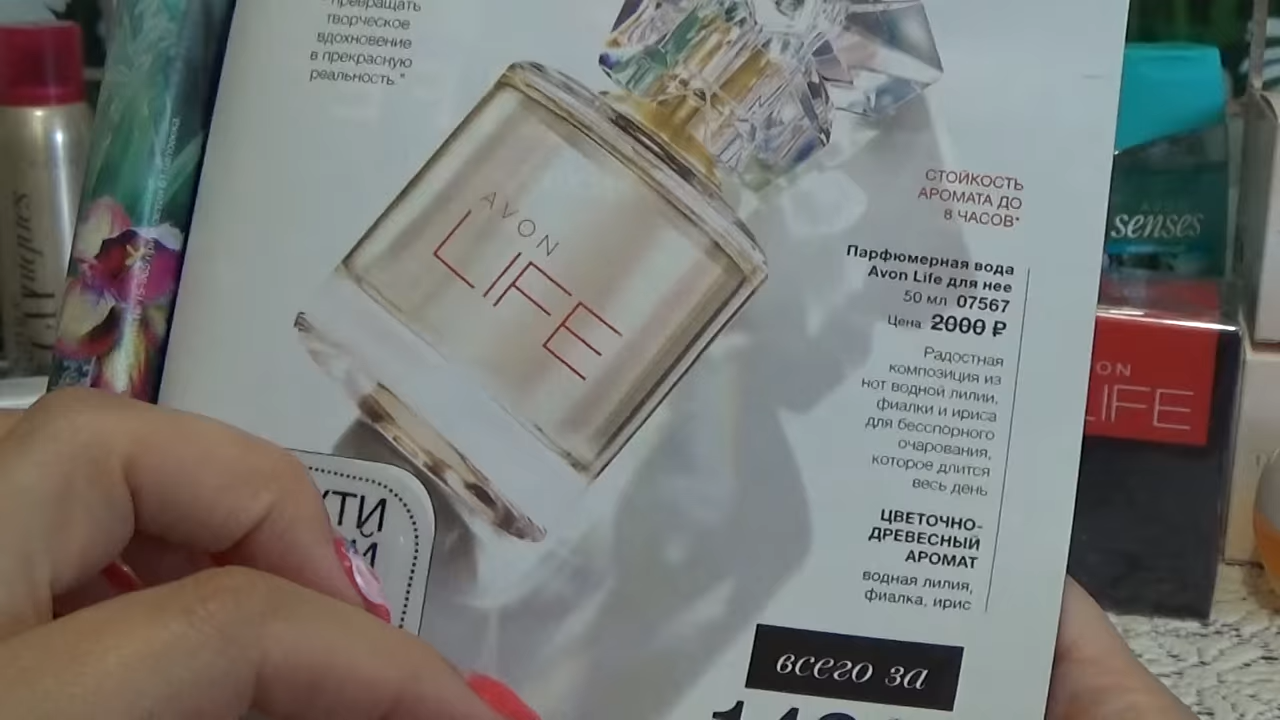 превращать
творческое
вдохновение
в прекрасную
реальность."
AVON
LIFE
СТОЙКОСТЬ
АРОМАТА ДО
8 ЧАСОВ*
Парфюмерная вода
Avon Life для нее
50 мл 07567
Цена: 2000 ₽
Радостная
композиция из
нот водной лилии,
фиалки и ириса
для бесспорного
очарования,
которое длится
весь день
ЦВЕТОЧНО-
ДРЕВЕСНЫЙ
АРОМАТ
водная лилия,
фиалка, ирис
всего за
senses
LIFE